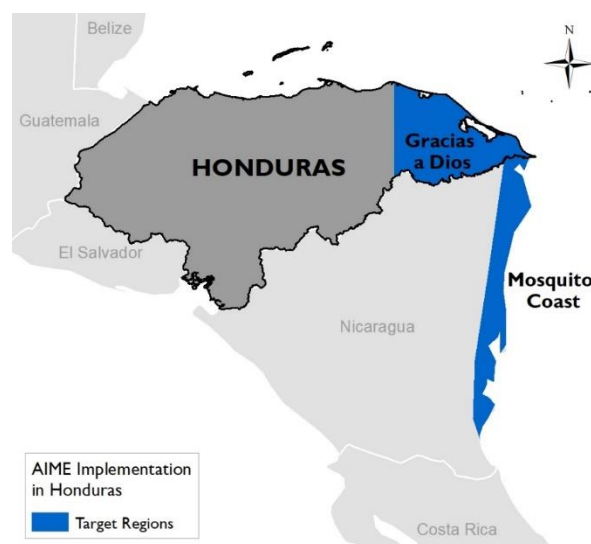 Belize
N
Guatemala
Gracias
a Dios
HONDURAS
El Salvador
Mosquito
Coast
Nicaragua
AIME Implementation
in Honduras
Target Regions
Costa Rica